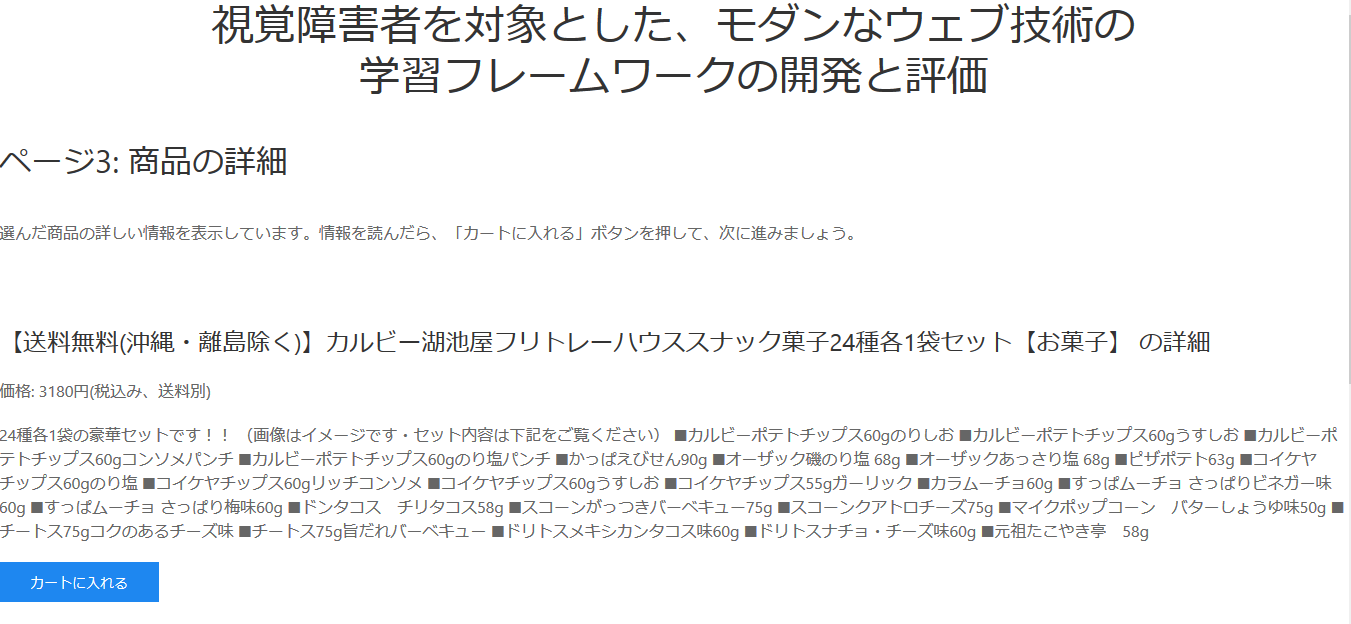 視覚障害者を対象とした、モダンなウェブ技術の
学習フレームワークの開発と評価
ページ3: 商品の詳細
選んだ商品の詳しい情報を表示しています。情報を読んだら、「カートに入れる」ボタンを押して、次に進みましょう。
【送料無料(沖縄・離島除く)】カルビー湖池屋フリトレーハウススナック菓子24種各1袋セット【お菓子】 の詳細
価格: 3180円(税込み、送料別)
24種各1袋の豪華セットです！！ （画像はイメージです・セット内容は下記をご覧ください） ■カルビーポテトチップス60gのりしお ■カルビーポテトチップス60gうすしお ■カルビーポ
テトチップス60gコンソメパンチ ■カルビーポテトチップス60gのり塩パンチ ■かっぱえびせん90g ■オーザック磯のり塩 68g ■オーザックあっさり塩 68g ■ピザポテト63g ■コイケヤ
チップス60gのり塩 ■コイケヤチップス60gリッチコンソメ ■コイケヤチップス60gうすしお ■コイケヤチップス55gガーリック ■カラムーチョ60g ■すっぱムーチョ さっぱりビネガー味
60g ■すっぱムーチョ さっぱり梅味60g ■ドンタコス　チリタコス58g ■スコーンがっつきバーベキュー75g ■スコーンクアトロチーズ75g ■マイクポップコーン　バターしょうゆ味50g ■
チートス75gコクのあるチーズ味 ■チートス75g旨だれバーベキュー ■ドリトスメキシカンタコス味60g ■ドリトスナチョ・チーズ味60g ■元祖たこやき亭　58g
カートに入れる